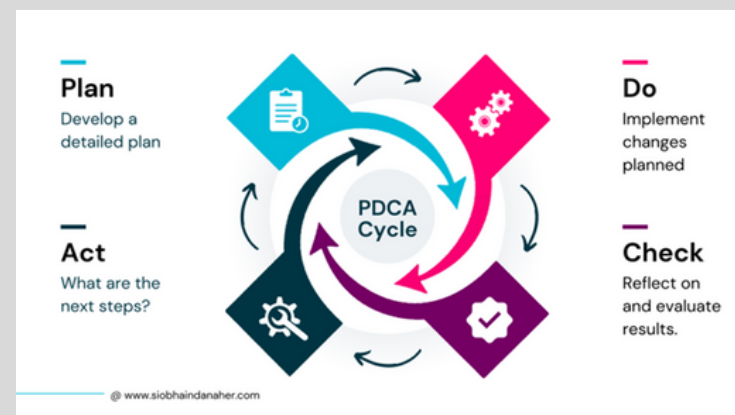 Plan
Develop a
detailed plan
Do
Implement
changes
planned
PDCA
Cycle
Act
What are the
next steps?
Check
Reflect on
and evaluate
results.
@ www.siobhaindanaher.com